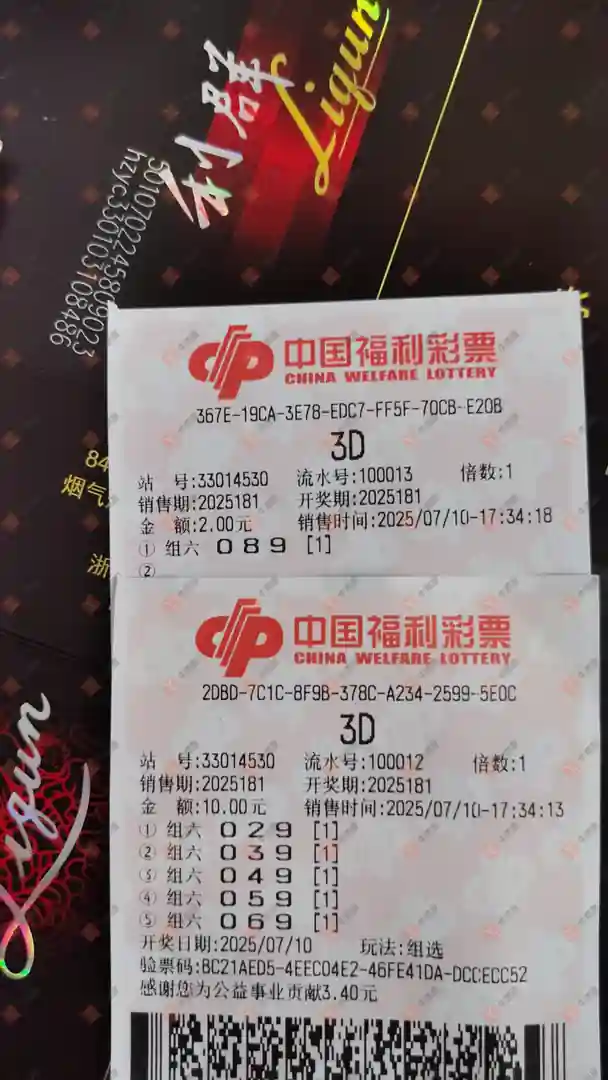 利群
Liqun
5010702245809023
hzyc330103108486
84
烟气
浙
Liqun
中国福利彩票
CHINA WELFARE LOTTERY
367E-19CA-3E78-EDC7-FF5F-70CB-E20B
3D
站 号:33014530 流水号:100013 倍数:1
销售期:2025181 开奖期:2025181
金 额:2.00元 销售时间:2025/07/10-17:34:18
① 组六 089 [1]
②
中国福利彩票
CHINA WELFARE LOTTERY
2DBD-7C1C-8F9B-378C-A234-2599-5E0C
3D
站 号:33014530 流水号:100012 倍数:1
销售期:2025181 开奖期:2025181
金 额:10.00元 销售时间:2025/07/10-17:34:13
① 组六 029 [1]
② 组六 039 [1]
③ 组六 049 [1]
④ 组六 059 [1]
⑤ 组六 069 [1]
开奖日期:2025/07/10 玩法:组选
验票码:BC21AED5-4EEC04E2-46FE41DA-DCCECC52
感谢您为公益事业贡献3.40元